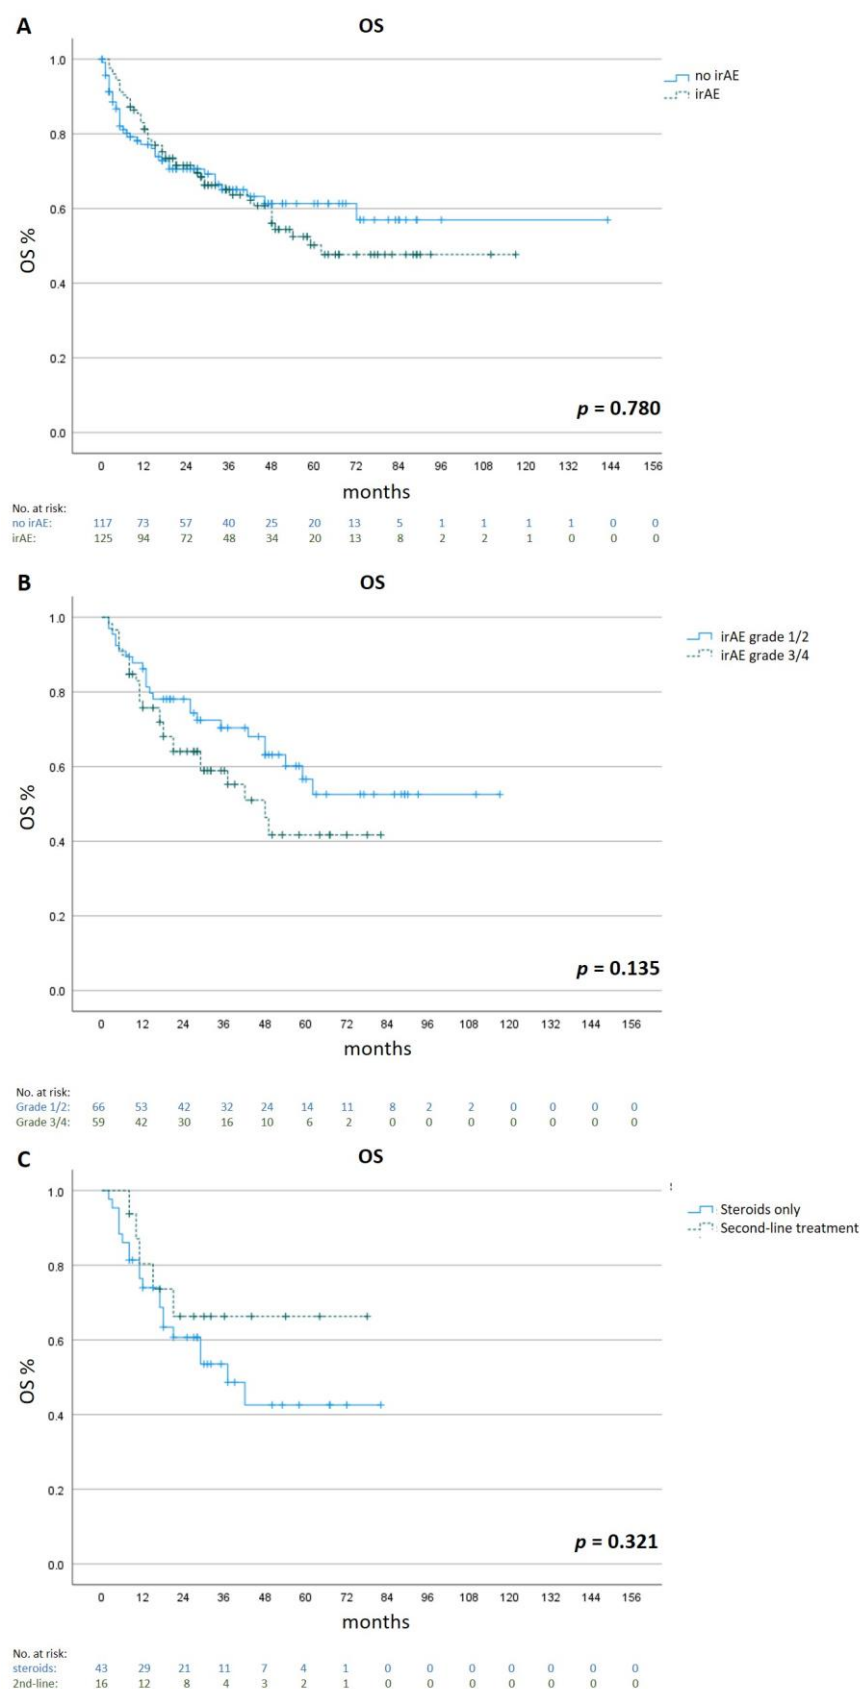 A
OS
1.0
0.8
0.6
0.4
0.2
0.0
OS %
no irAE
irAE
p = 0.780
0 12 24 36 48 60 72 84 96 108 120 132 144 156
months
No. at risk:
no irAE: 117 73 57 40 25 20 13 5 1 1 1 1 0 0
irAE: 125 94 72 48 34 20 13 8 2 2 1 0 0 0
B
OS
1.0
0.8
0.6
0.4
0.2
0.0
OS %
irAE grade 1/2
irAE grade 3/4
p = 0.135
0 12 24 36 48 60 72 84 96 108 120 132 144 156
months
No. at risk:
Grade 1/2: 66 53 42 32 24 14 11 8 2 2 0 0 0 0
Grade 3/4: 59 42 30 16 10 6 2 0 0 0 0 0 0 0
C
OS
1.0
0.8
0.6
0.4
0.2
0.0
OS %
Steroids only
Second-line treatment
p = 0.321
0 12 24 36 48 60 72 84 96 108 120 132 144 156
months
No. at risk:
steroids: 43 29 21 11 7 4 1 0 0 0 0 0 0 0
2nd-line: 16 12 8 4 3 2 1 0 0 0 0 0 0 0